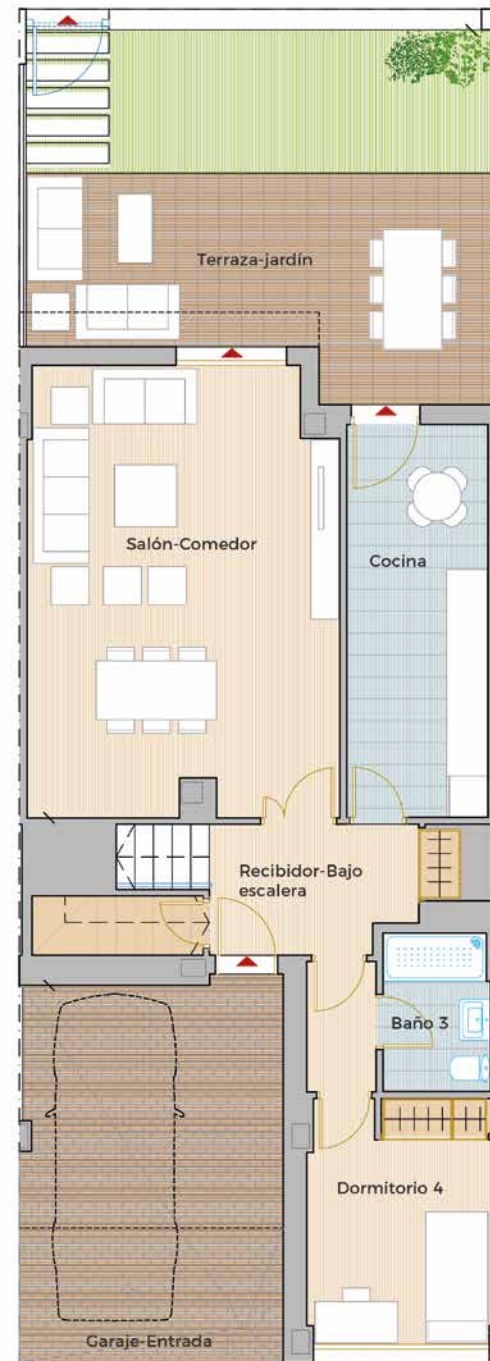 Terraza-jardín
Salón-Comedor
Cocina
Recibidor-Bajo
escalera
Baño 3
Dormitorio 4
Garaje-Entrada